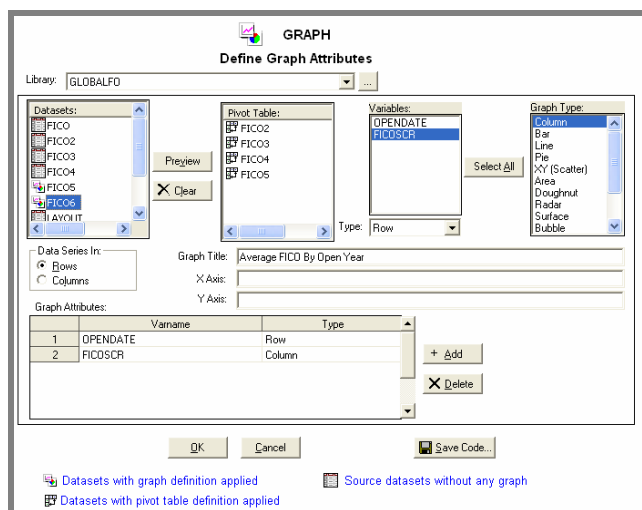 GRAPH
Define Graph Attributes
Library: GLOBALFO
...
Datasets:
FICO
FICO2
FICO3
FICO4
FICO5
FICO6
LAYOUT
Preview
Clear
Pivot Table:
FICO2
FICO3
FICO4
FICO5
Variables:
OPENDATE
FICOSCR
Type: Row
Select All
Graph Type:
Column
Bar
Line
Pie
XY (Scatter)
Area
Doughnut
Radar
Surface
Bubble
Data Series In:
Rows
Columns
Graph Title: Average FICO By Open Year
X Axis:
Y Axis:
Graph Attributes:
Varname Type
1 OPENDATE Row
2 FICOSCR Column
+ Add
Delete
OK Cancel Save Code...
Datasets with graph definition applied
Source datasets without any graph
Datasets with pivot table definition applied